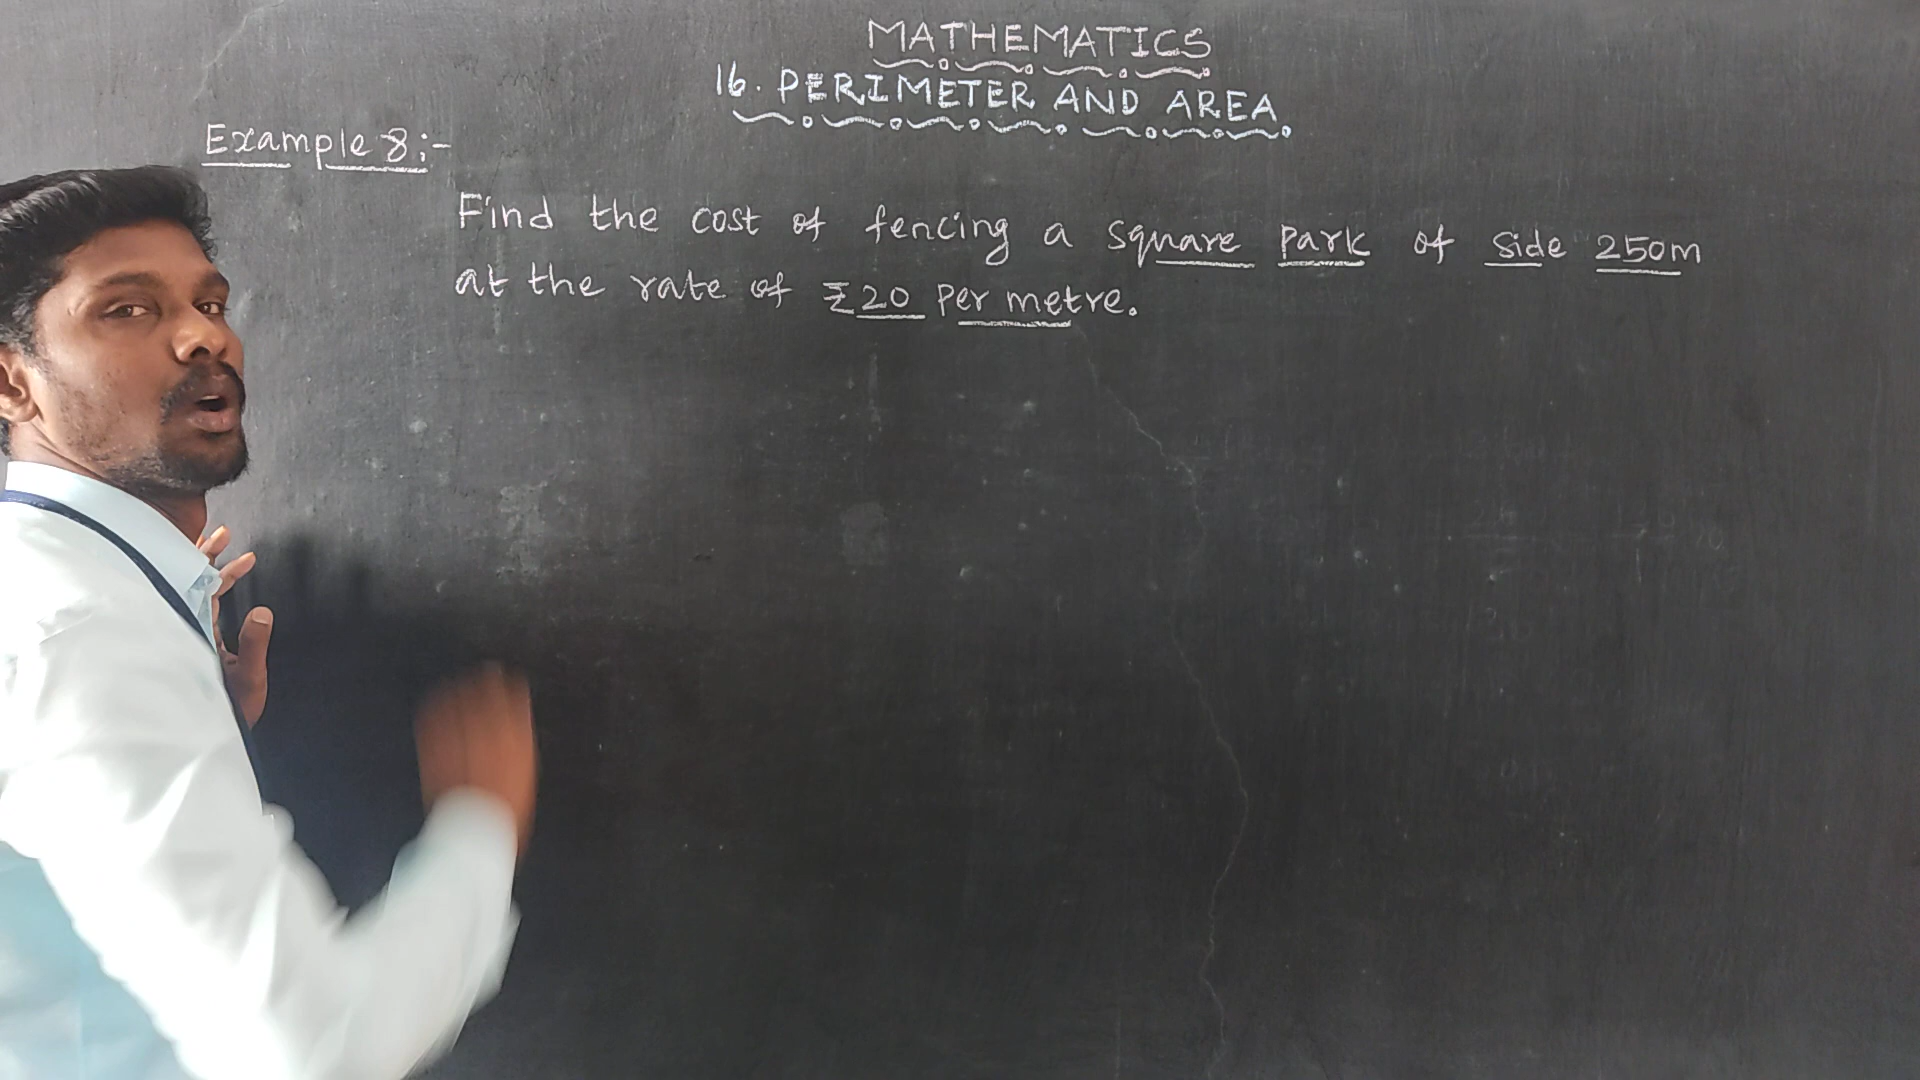 MATHEMATICS
16. PERIMETER AND AREA
Example 8:-
Find the cost of fencing a square park of side 250m
at the rate of ₹20 per metre.